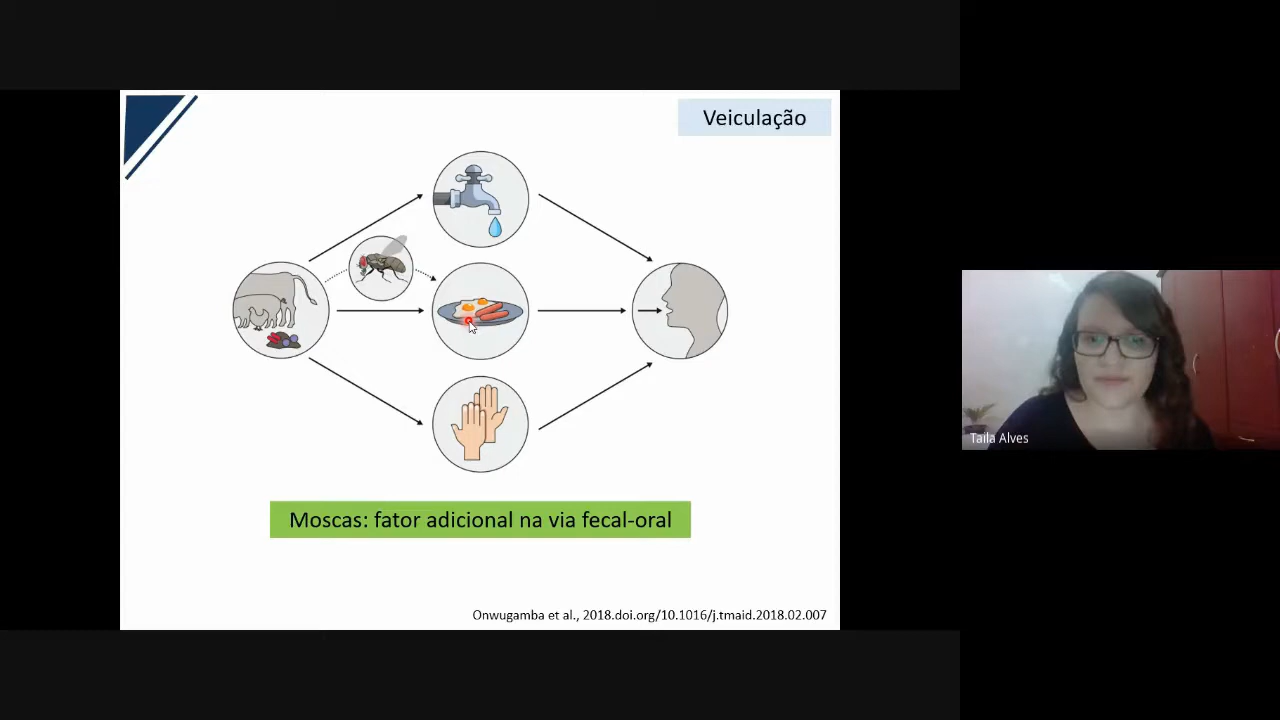 Veiculação
Moscas: fator adicional na via fecal-oral
Onwugamba et al., 2018.doi.org/10.1016/j.tmaid.2018.02.007
Taila Alves